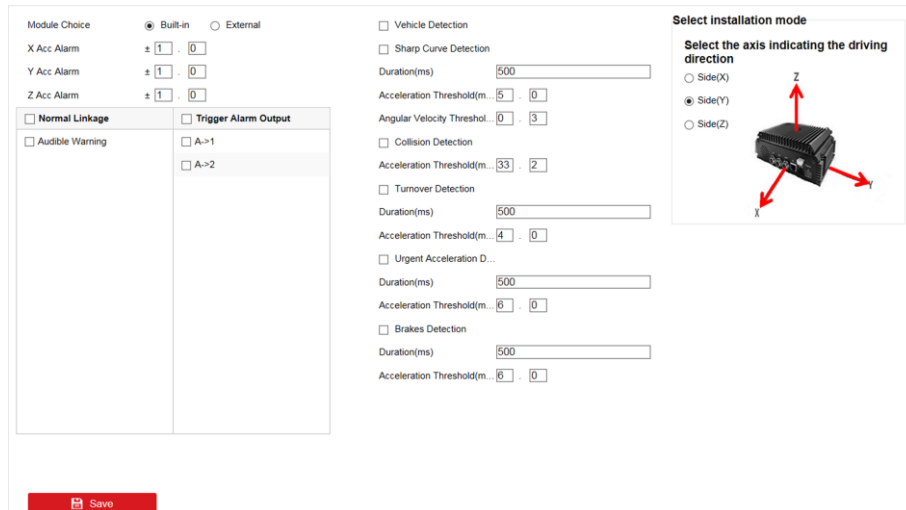 Module Choice Built-in External
X Acc Alarm ± 1 . 0
Y Acc Alarm ± 1 . 0
Z Acc Alarm ± 1 . 0
Normal Linkage Trigger Alarm Output
Audible Warning A->1
A->2
Save
Vehicle Detection
Sharp Curve Detection
Duration(ms) 500
Acceleration Threshold(m... 5 . 0
Angular Velocity Threshol... 0 . 3
Collision Detection
Acceleration Threshold(m... 33 . 2
Turnover Detection
Duration(ms) 500
Acceleration Threshold(m... 4 . 0
Urgent Acceleration D...
Duration(ms) 500
Acceleration Threshold(m... 6 . 0
Brakes Detection
Duration(ms) 500
Acceleration Threshold(m... 6 . 0
Select installation mode
Select the axis indicating the driving
direction
Side(X)
Side(Y)
Side(Z)
Z
Y
X